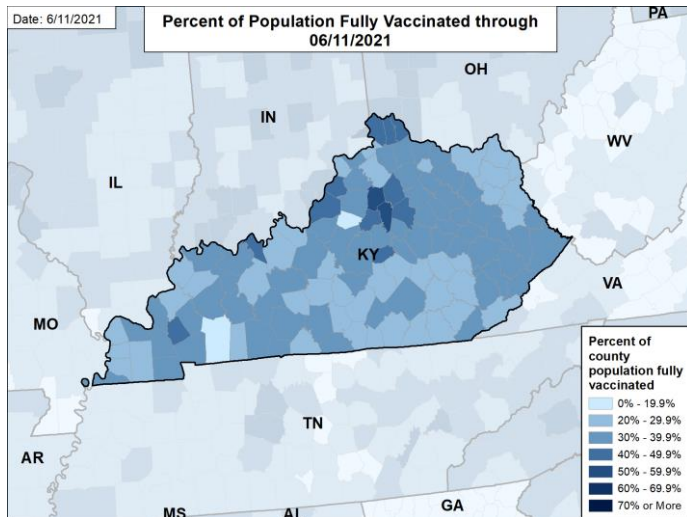 Date: 6/11/2021
Percent of Population Fully Vaccinated through
06/11/2021
PA
OH
IN
WV
IL
KY
VA
MO
TN
AR
MS
AL
GA
Percent of
county
population fully
vaccinated
0% - 19.9%
20% - 29.9%
30% - 39.9%
40% - 49.9%
50% - 59.9%
60% - 69.9%
70% or More